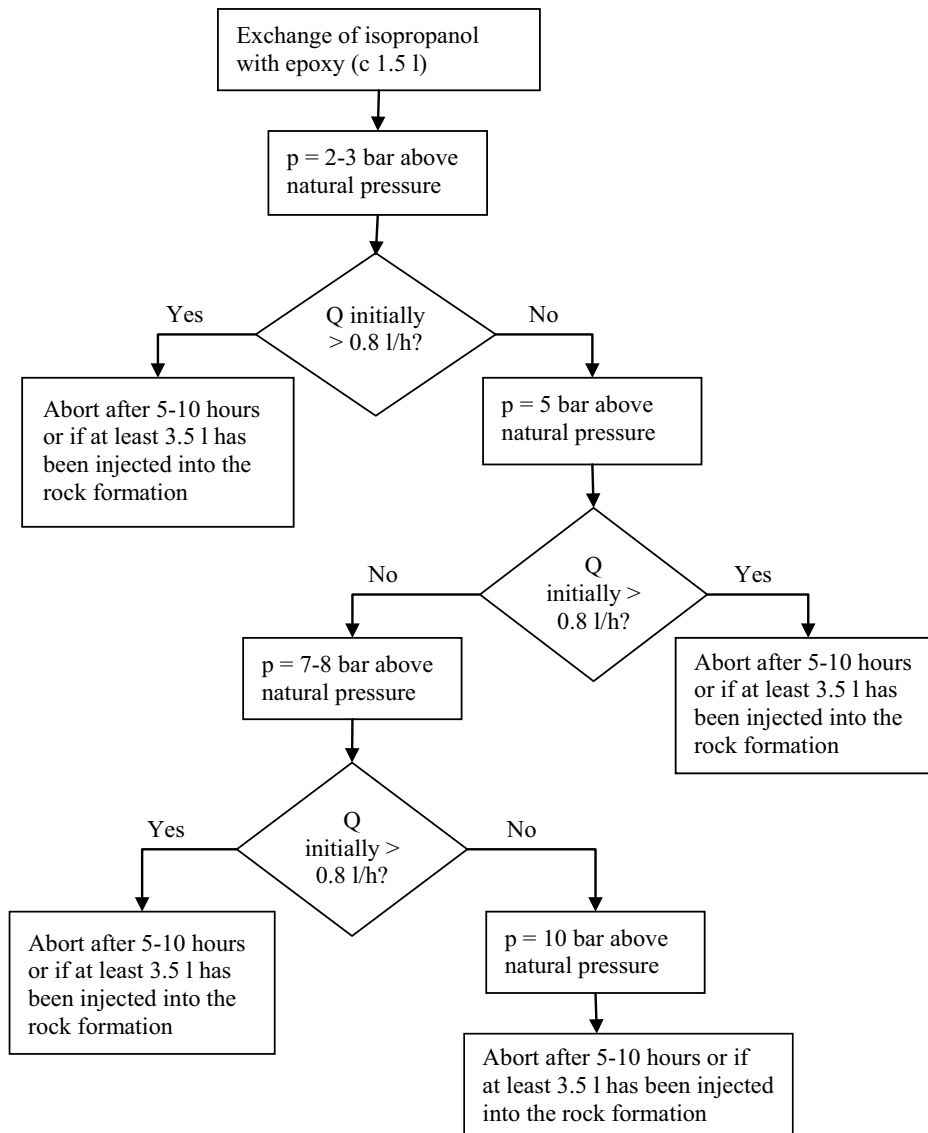 Exchange of isopropanol
with epoxy (c 1.5 l)
p = 2-3 bar above
natural pressure
Q initially
> 0.8 l/h?
Yes
No
Abort after 5-10 hours
or if at least 3.5 l has
been injected into the
rock formation
p = 5 bar above
natural pressure
Q
initially >
0.8 l/h?
No
Yes
p = 7-8 bar above
natural pressure
Abort after 5-10 hours
or if at least 3.5 l has
been injected into the
rock formation
Q
initially >
0.8 l/h?
Yes
No
Abort after 5-10 hours
or if at least 3.5 l has
been injected into the
rock formation
p = 10 bar above
natural pressure
Abort after 5-10 hours or if
at least 3.5 l has been injected
into the rock formation